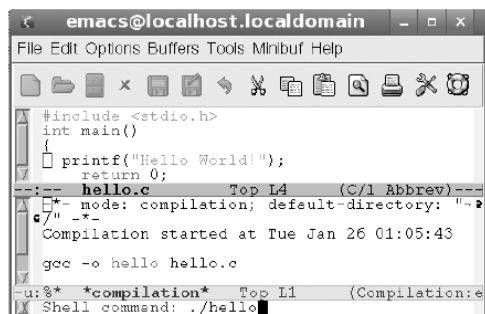 emacs@localhost.localdomain
File Edit Options Buffers Tools Minibuf Help
#include <stdio.h>
int main()
{
printf("Hello World!");
return 0;
--:-- hello.c Top L4 (C/l Abbrev)---
-*- mode: compilation; default-directory: "~
/" -*-
Compilation started at Tue Jan 26 01:05:43
gcc -o hello hello.c
-u:%* *compilation* Top L1 (Compilation:e
Shell command: ./hello